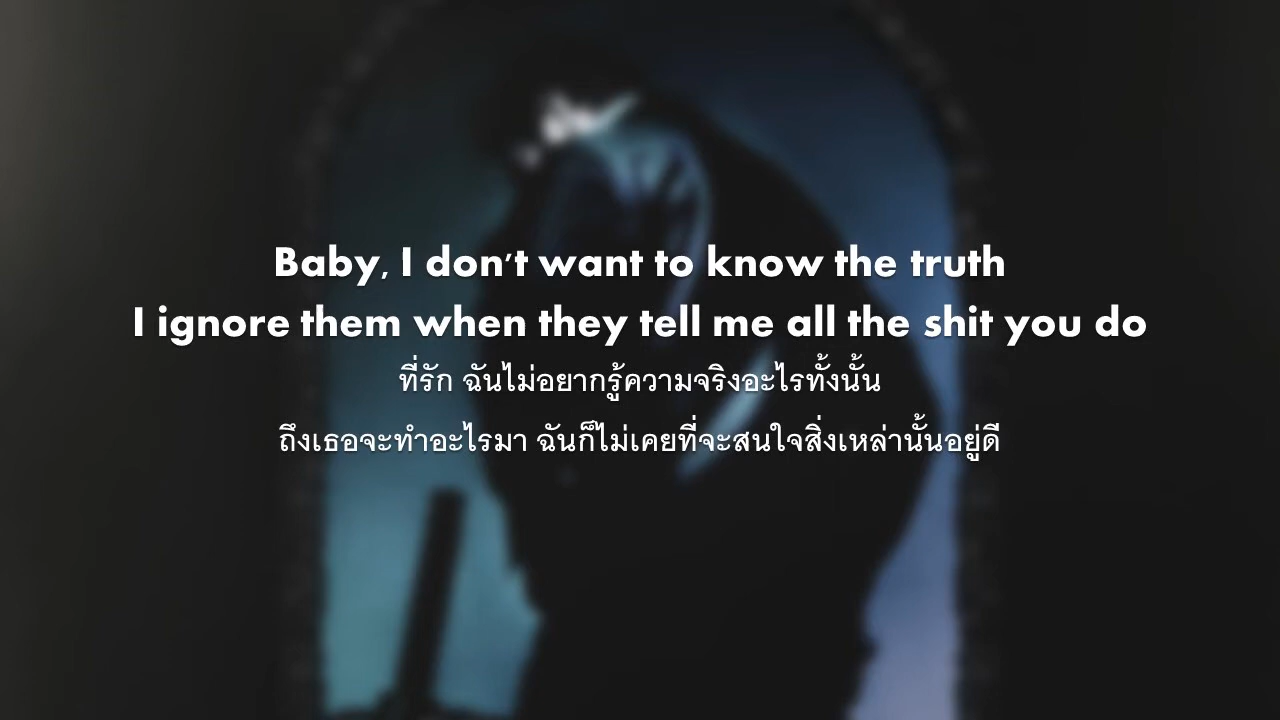 Baby, I don't want to know the truth
I ignore them when they tell me all the shit you do
ที่รัก ฉันไม่อยากรู้ความจริงอะไรทั้งนั้น
ถึงเธอจะทำอะไรมา ฉันก็ไม่เคยที่จะสนใจสิ่งเหล่านั้นอยู่ดี